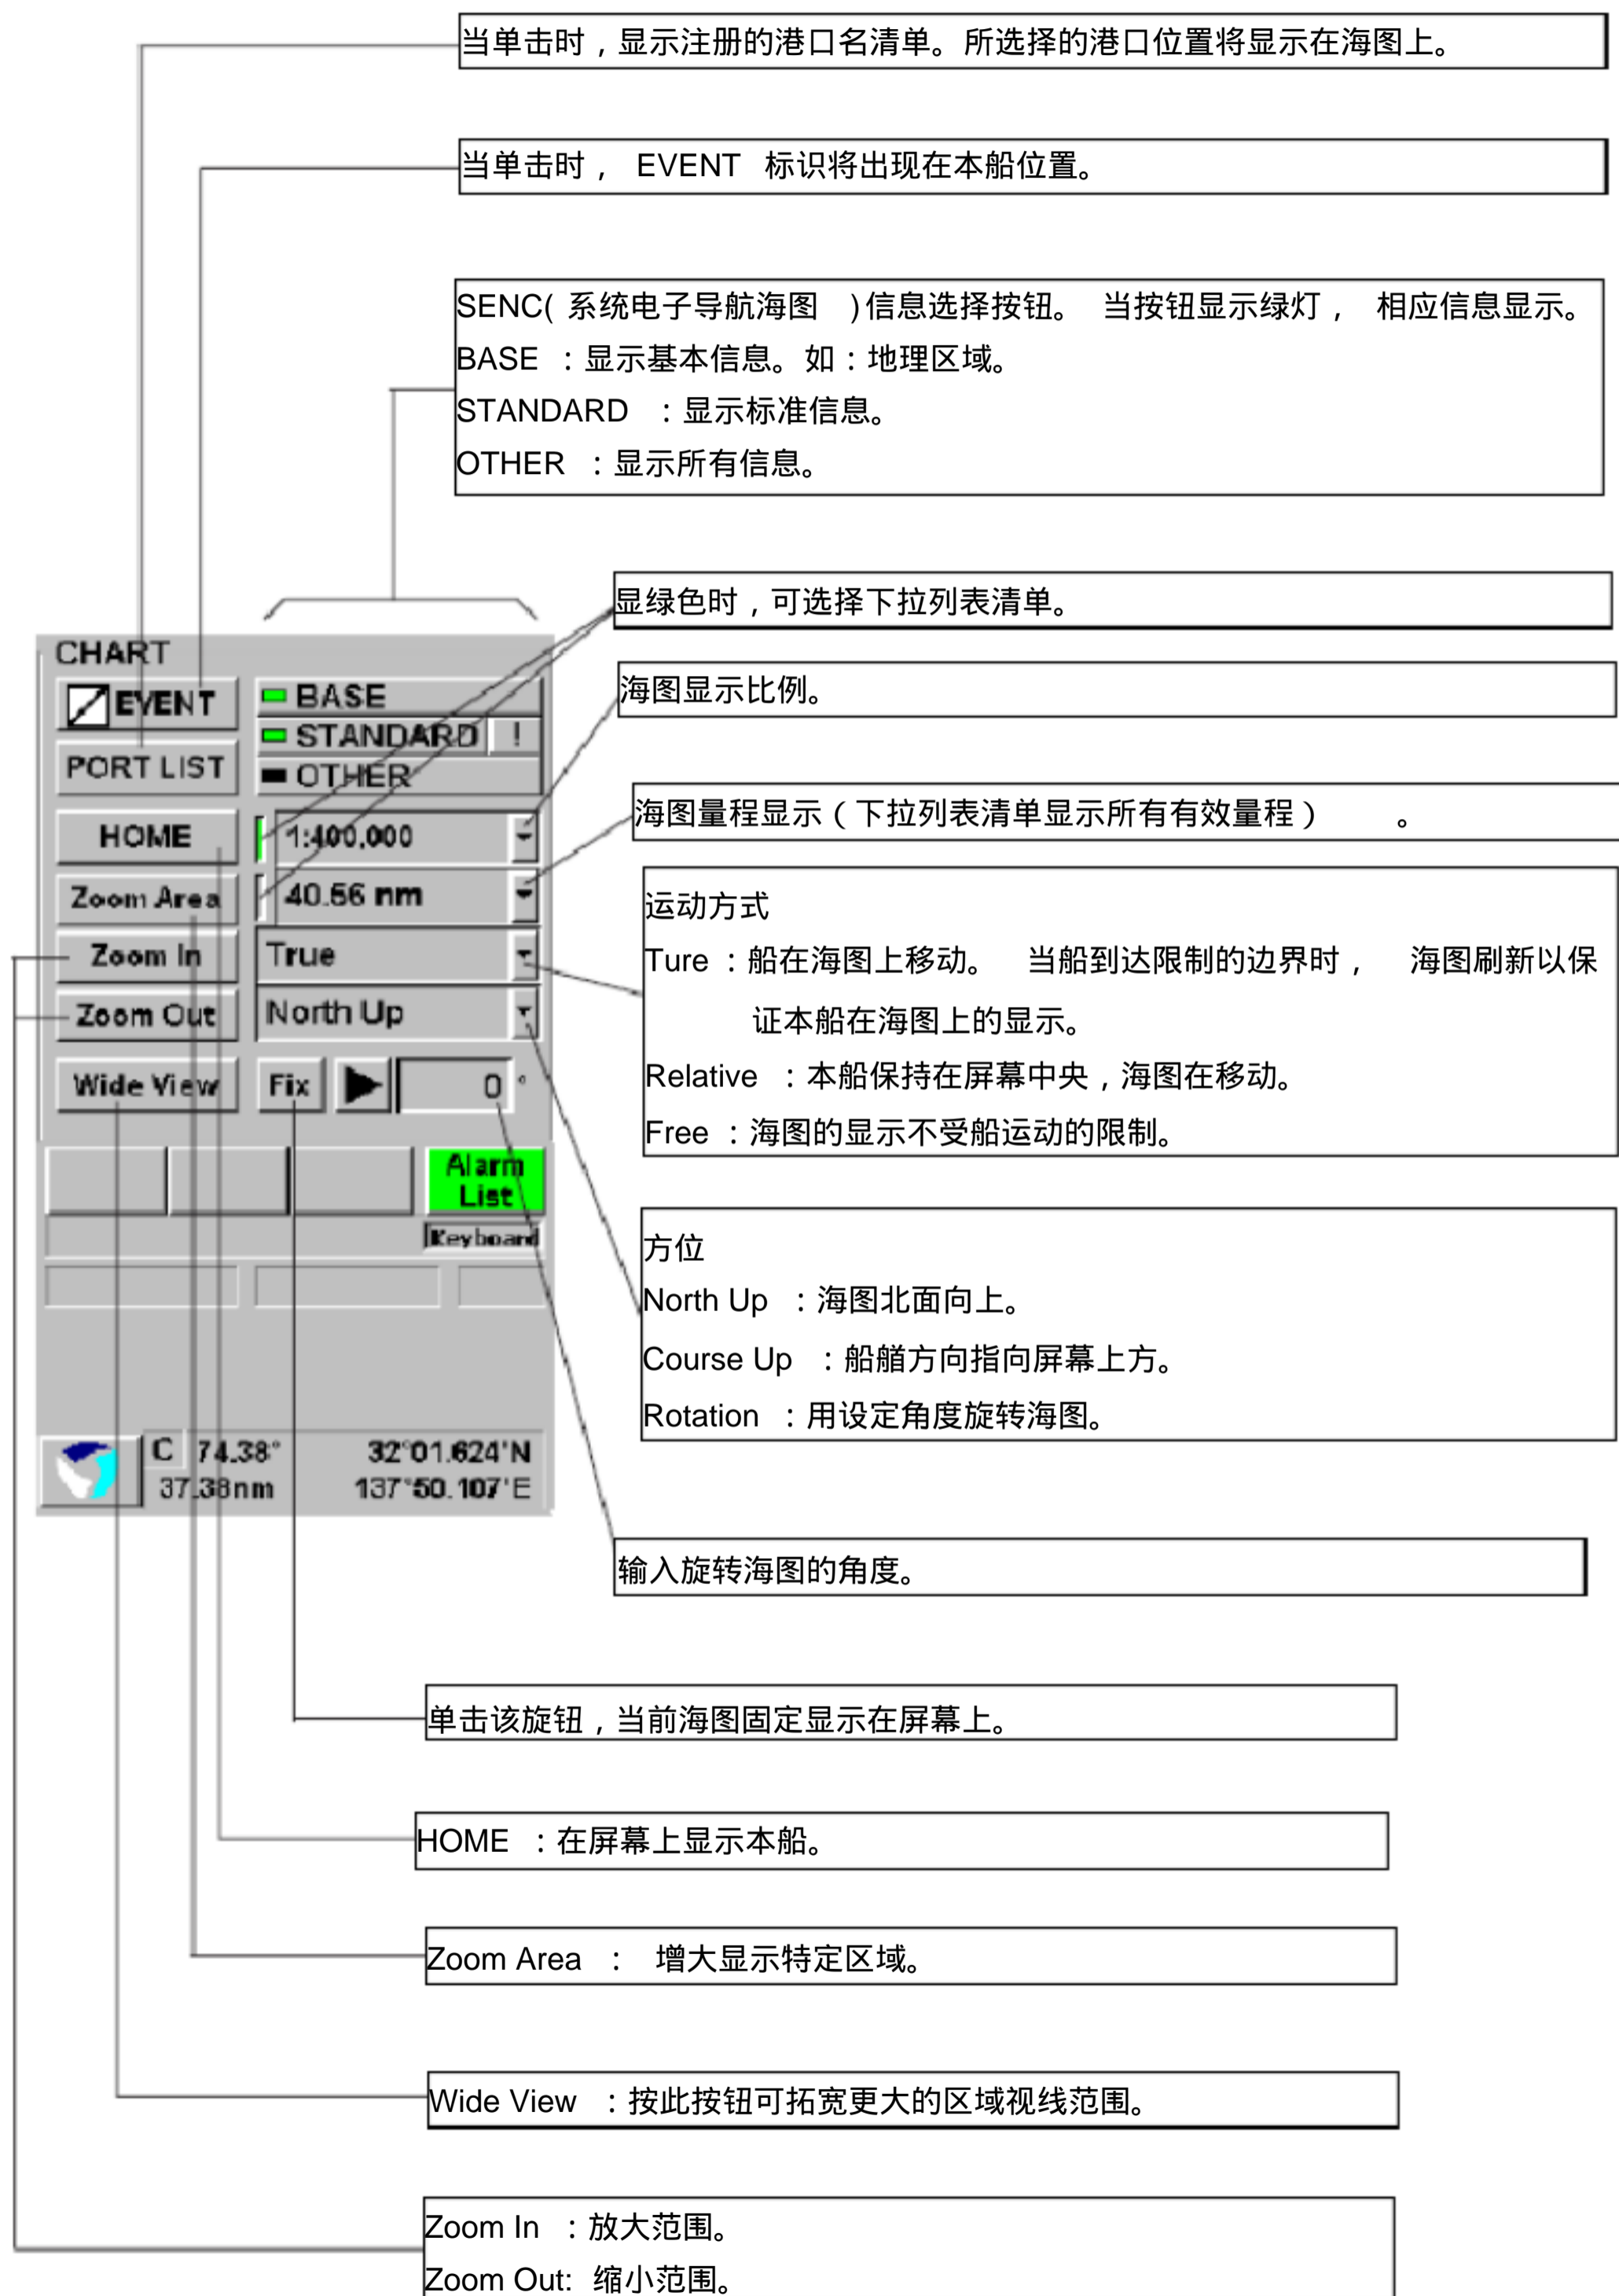 当单击时，显示注册的港口名清单。所选择的港口位置将显示在海图上。
当单击时， EVENT 标识将出现在本船位置。
SENC( 系统电子导航海图 )信息选择按钮。 当按钮显示绿灯， 相应信息显示。
BASE ：显示基本信息。如：地理区域。
STANDARD ：显示标准信息。
OTHER ：显示所有信息。
显绿色时，可选择下拉列表清单。
海图显示比例。
海图量程显示（下拉列表清单显示所有有效量程） 。
运动方式
Ture ：船在海图上移动。 当船到达限制的边界时， 海图刷新以保
证本船在海图上的显示。
Relative ：本船保持在屏幕中央，海图在移动。
Free ：海图的显示不受船运动的限制。
方位
North Up ：海图北面向上。
Course Up ：船艏方向指向屏幕上方。
Rotation ：用设定角度旋转海图。
输入旋转海图的角度。
CHART
EVENT
BASE
STANDARD !
PORT LIST
OTHER
HOME
1:400,000
Zoom Area
40.56 nm
Zoom In
True
Zoom Out
North Up
Wide View
Fix
0°
Alarm
List
Keyboard
C 74.38° 32°01.624'N
37.38nm 137°50.107'E
单击该旋钮，当前海图固定显示在屏幕上。
HOME ：在屏幕上显示本船。
Zoom Area ： 增大显示特定区域。
Wide View ：按此按钮可拓宽更大的区域视线范围。
Zoom In ：放大范围。
Zoom Out: 缩小范围。